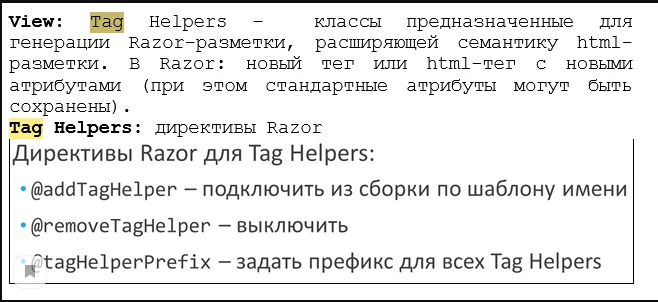 View: Tag Helpers – классы предназначенные для
генерации Razor-разметки, расширяющей семантику html-
разметки. В Razor: новый тег или html-тег с новыми
атрибутами (при этом стандартные атрибуты могут быть
сохранены).
Tag Helpers: директивы Razor
Директивы Razor для Tag Helpers:
• @addTagHelper – подключить из сборки по шаблону имени
• @removeTagHelper – выключить
• @tagHelperPrefix – задать префикс для всех Tag Helpers